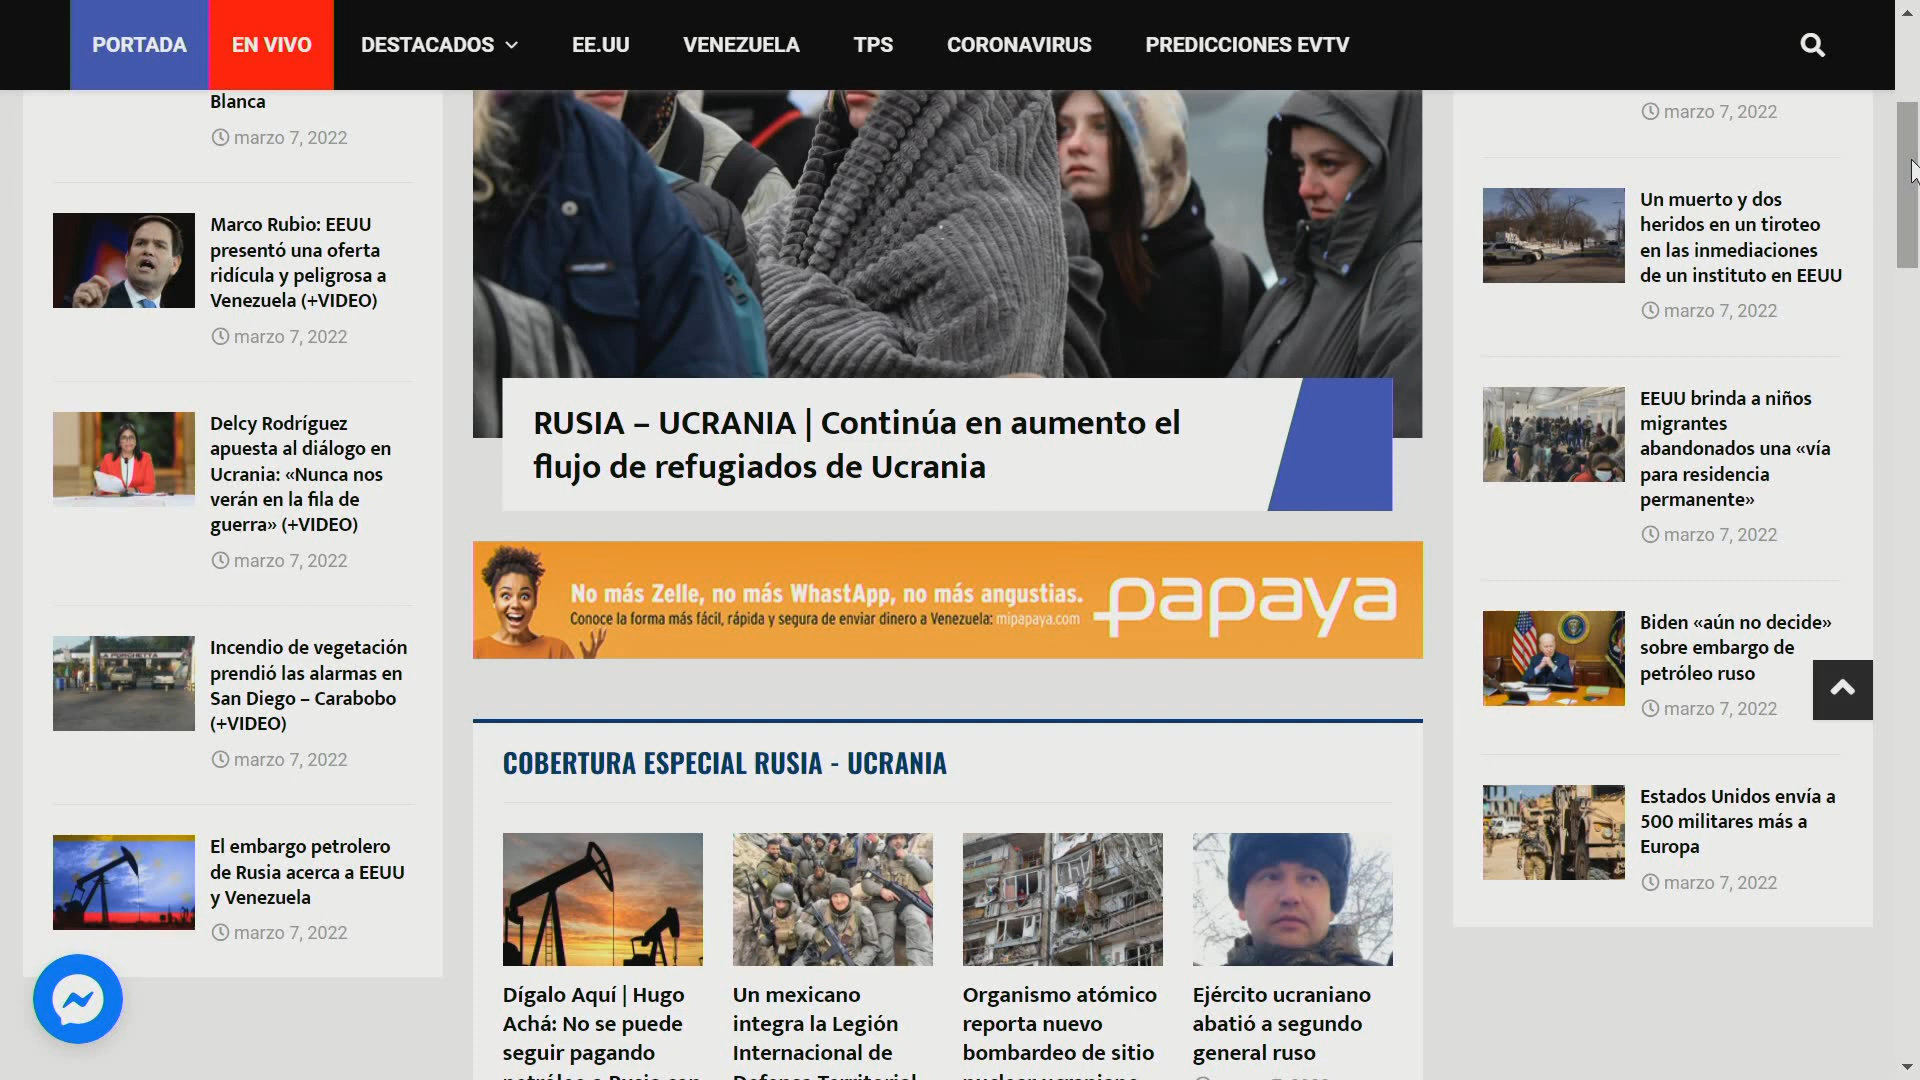 PORTADA EN VIVO DESTACADOS EE.UU VENEZUELA TPS CORONAVIRUS PREDICCIONES EVTV
Blanca
marzo 7, 2022
Marco Rubio: EEUU
presentó una oferta
ridícula y peligrosa a
Venezuela (+VIDEO)
marzo 7, 2022
Delcy Rodríguez
apuesta al diálogo en
Ucrania: «Nunca nos
verán en la fila de
guerra» (+VIDEO)
marzo 7, 2022
Incendio de vegetación
prendió las alarmas en
San Diego – Carabobo
(+VIDEO)
marzo 7, 2022
El embargo petrolero
de Rusia acerca a EEUU
y Venezuela
marzo 7, 2022
RUSIA – UCRANIA | Continúa en aumento el
flujo de refugiados de Ucrania
No más Zelle, no más WhastApp, no más angustias.
Conoce la forma más fácil, rápida y segura de enviar dinero a Venezuela: mipapaya.com
papaya
COBERTURA ESPECIAL RUSIA - UCRANIA
Dígalo Aquí | Hugo
Achá: No se puede
seguir pagando
petróleo a Rusia con
Un mexicano
integra la Legión
Internacional de
Defensa Territorial
Organismo atómico
reporta nuevo
bombardeo de sitio
nuclear ucraniano
Ejército ucraniano
abatió a segundo
general ruso
marzo 7, 2022
Un muerto y dos
heridos en un tiroteo
en las inmediaciones
de un instituto en EEUU
marzo 7, 2022
EEUU brinda a niños
migrantes
abandonados una «vía
para residencia
permanente»
marzo 7, 2022
Biden «aún no decide»
sobre embargo de
petróleo ruso
marzo 7, 2022
Estados Unidos envía a
500 militares más a
Europa
marzo 7, 2022